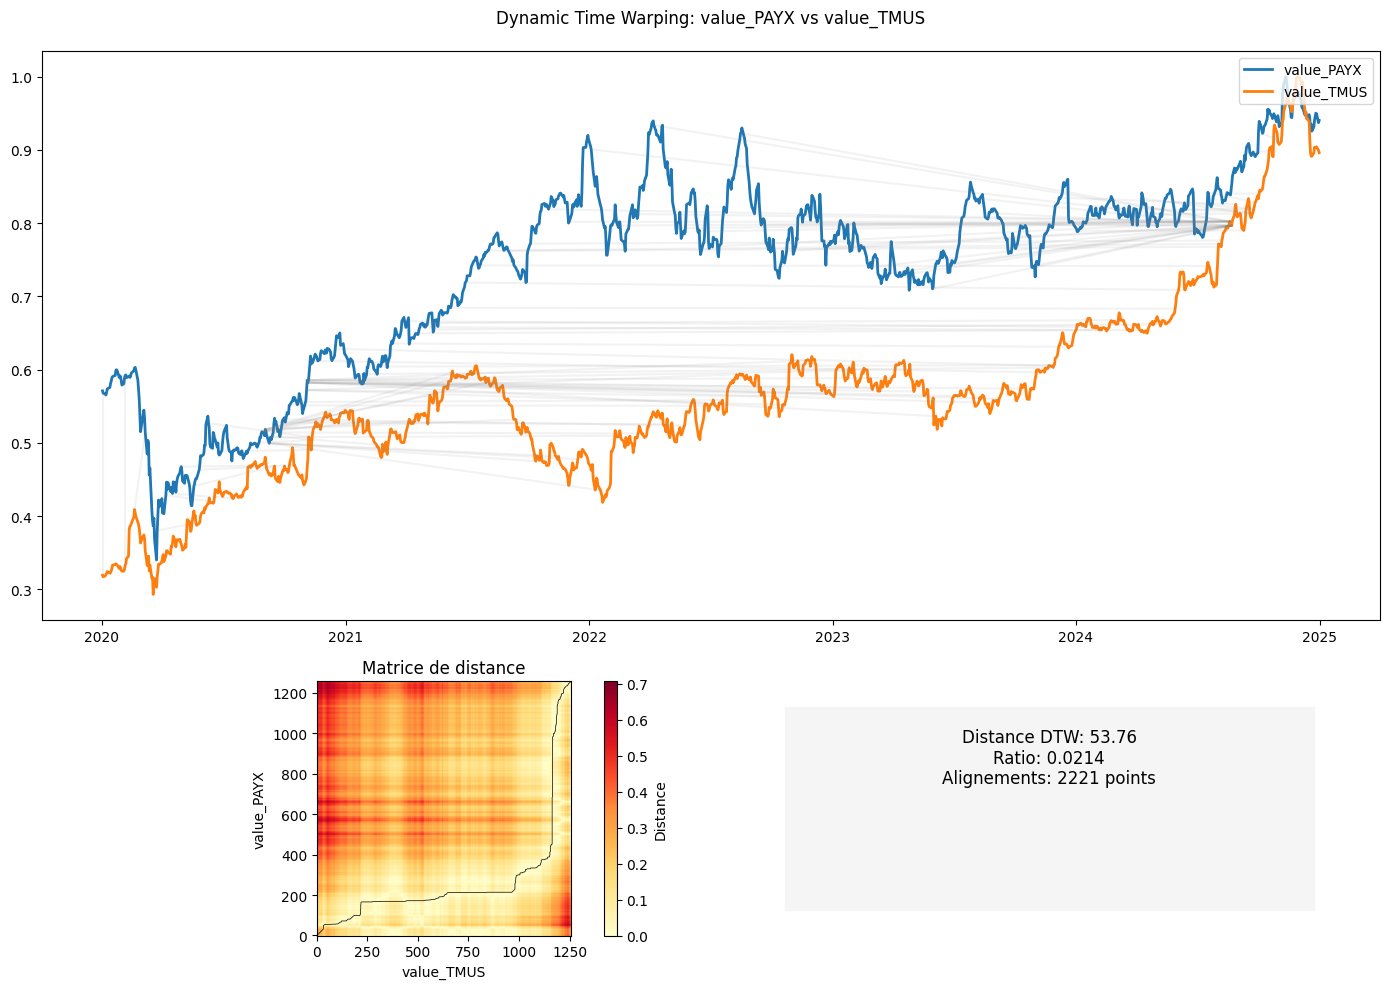 Dynamic Time Warping: value_PAYX vs value_TMUS
value_PAYX
value_TMUS
1.0
0.9
0.8
0.7
0.6
0.5
0.4
0.3
2020 2021 2022 2023 2024 2025
Matrice de distance
value_PAYX
1200
1000
800
600
400
200
0
0 250 500 750 1000 1250
value_TMUS
0.7
0.6
0.5
0.4
0.3
0.2
0.1
0.0
Distance
Distance DTW: 53.76
Ratio: 0.0214
Alignements: 2221 points